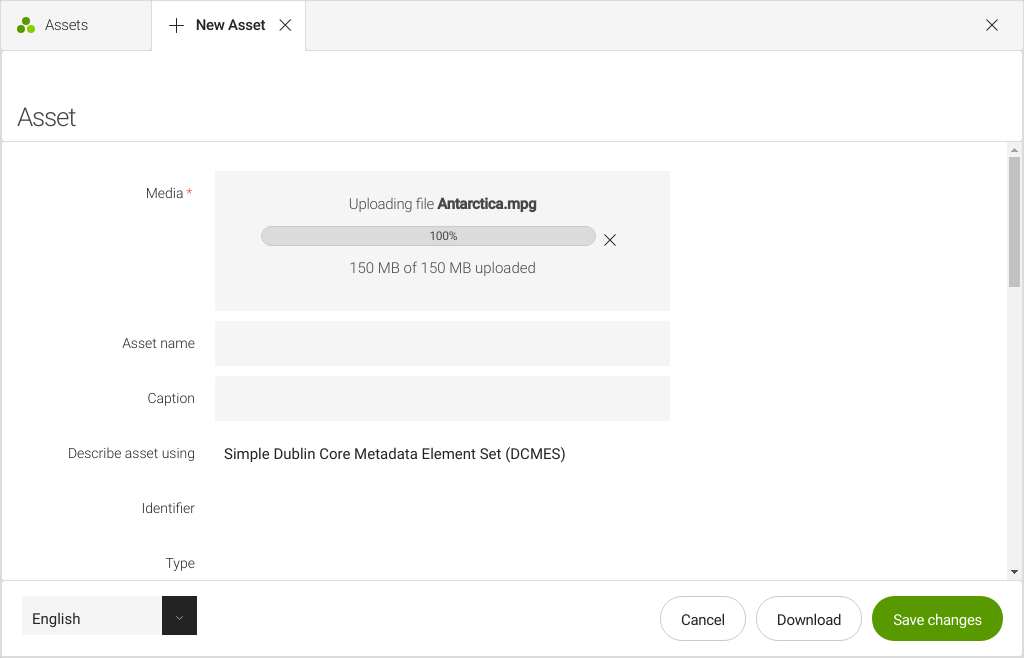 Assets
New Asset
Asset
Media *
Uploading file Antarctica.mpg
100%
150 MB of 150 MB uploaded
Asset name
Caption
Describe asset using
Simple Dublin Core Metadata Element Set (DCMES)
Identifier
Type
English
Cancel
Download
Save changes